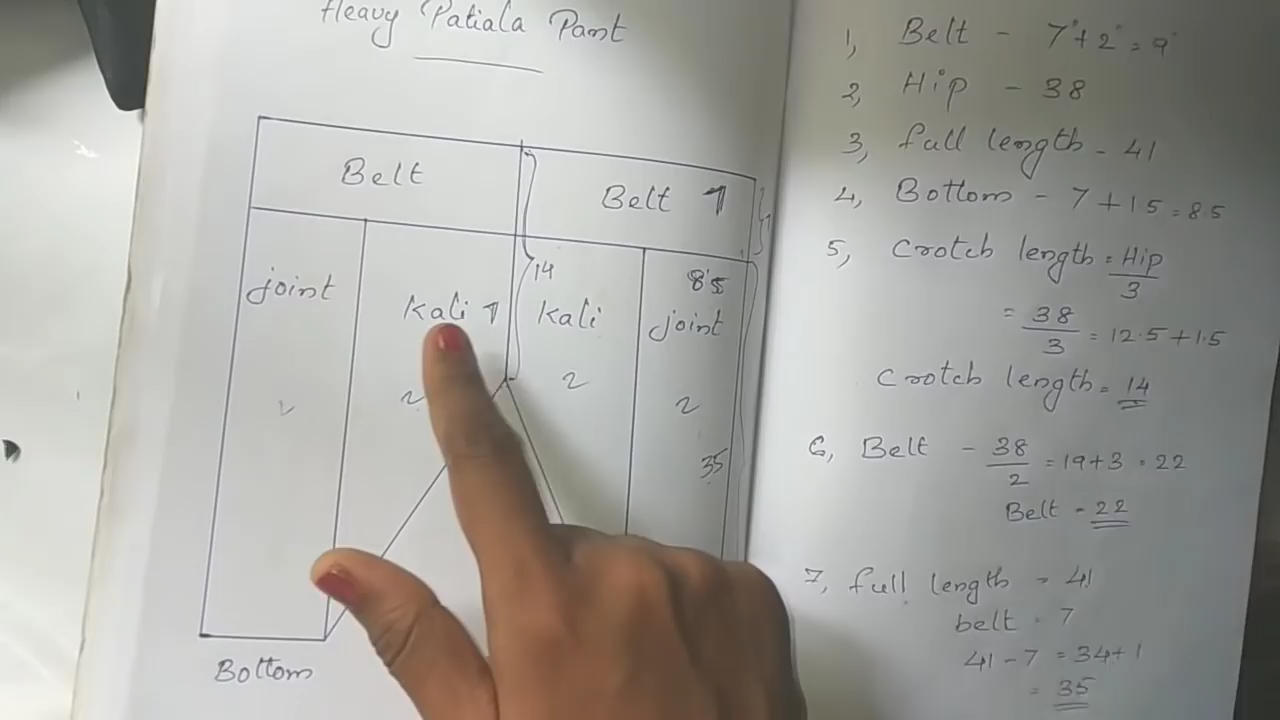 Heavy Patiala Pant
Belt
Belt 1
7
joint
Kali 1
14
Kali
8.5
joint
2
2
2
2
35
Bottom
1, Belt - 7"+2" = 9"
2, Hip - 38
3, full length - 41
4, Bottom - 7+15 = 8.5
5, Crotch length = Hip
3
= 38
3
= 12.5+1.5
Crotch length = 14
6, Belt - 38
2
= 19+3 = 22
Belt - 22
7, full length = 41
belt - 7
41-7 = 34+1
= 35